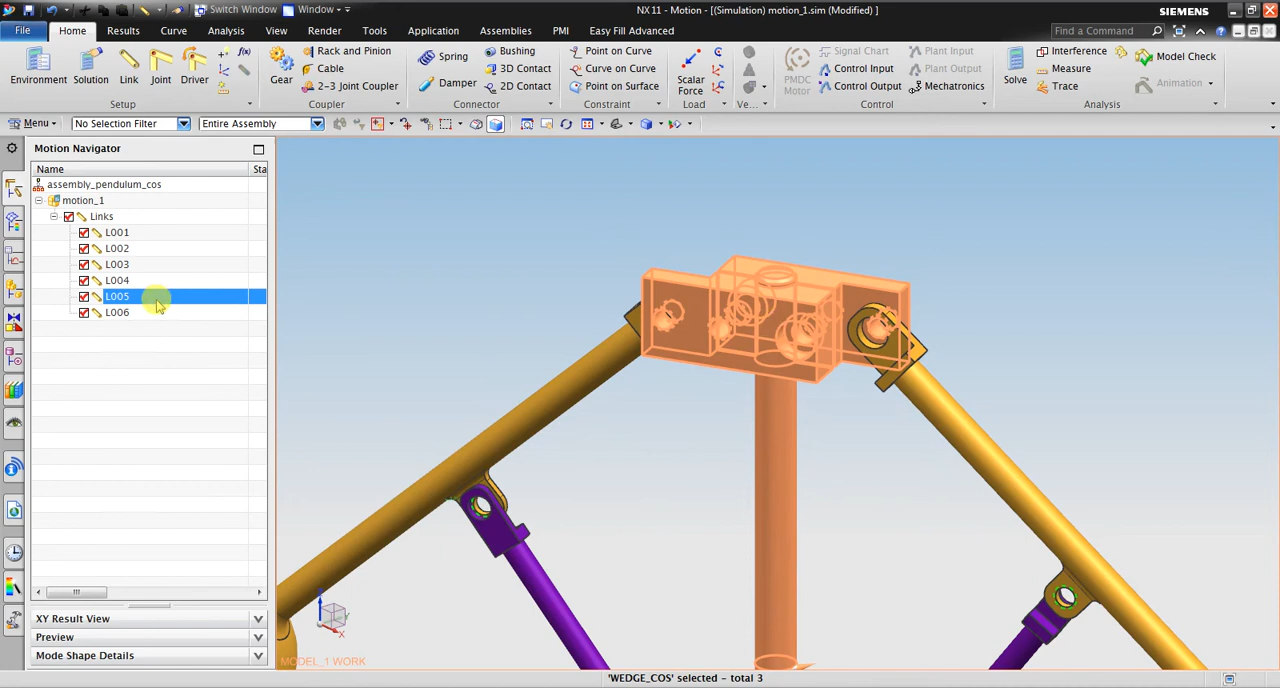 NX 11 - Motion - [(Simulation) motion_1.sim (Modified) ]
SIEMENS
Switch Window
Window
File
Home
Results
Curve
Analysis
View
Render
Tools
Application
Assemblies
PMI
Easy Fill Advanced
Find a Command
Environment
Solution
Link
Joint
Driver
f(x)
Setup
Gear
Rack and Pinion
Cable
2-3 Joint Coupler
Coupler
Spring
Damper
Bushing
3D Contact
2D Contact
Connector
Point on Curve
Curve on Curve
Point on Surface
Constraint
Scalar
Force
Load
Ve...
PMDC
Motor
Signal Chart
Control Input
Control Output
Plant Input
Plant Output
Mechatronics
Control
Solve
Interference
Measure
Trace
Model Check
Animation
Analysis
Menu
No Selection Filter
Entire Assembly
Motion Navigator
Name
Sta
assembly_pendulum_cos
motion_1
Links
L001
L002
L003
L004
L005
L006
XY Result View
Preview
Mode Shape Details
Z
X
MODEL_1 WORK
'WEDGE_COS' selected - total 3